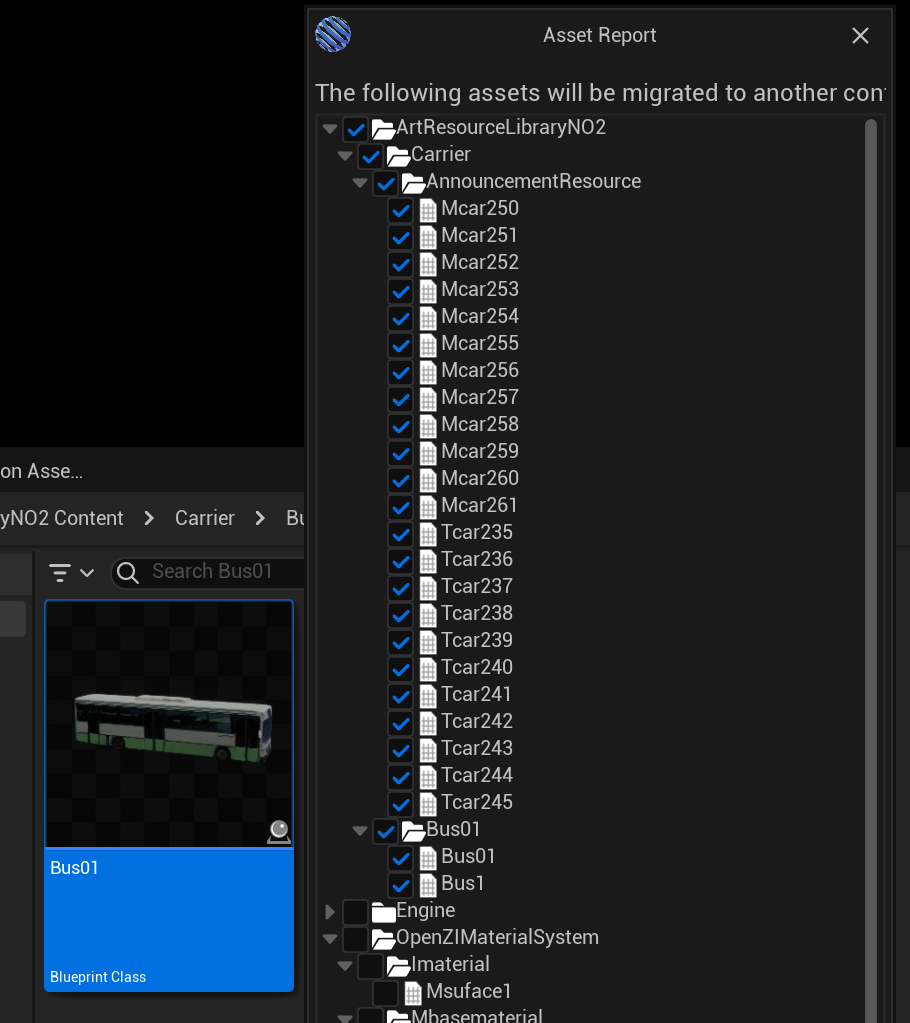 Asset Report
The following assets will be migrated to another con
ArtResourceLibraryNO2
Carrier
AnnouncementResource
Mcar250
Mcar251
Mcar252
Mcar253
Mcar254
Mcar255
Mcar256
Mcar257
Mcar258
Mcar259
Mcar260
Mcar261
Tcar235
Tcar236
Tcar237
Tcar238
Tcar239
Tcar240
Tcar241
Tcar242
Tcar243
Tcar244
Tcar245
Bus01
Bus01
Bus1
Engine
OpenZIMaterialSystem
Imaterial
Msuface1
Mbasematerial
on Asse...
yNO2 Content > Carrier > Bu
Search Bus01
Bus01
Blueprint Class